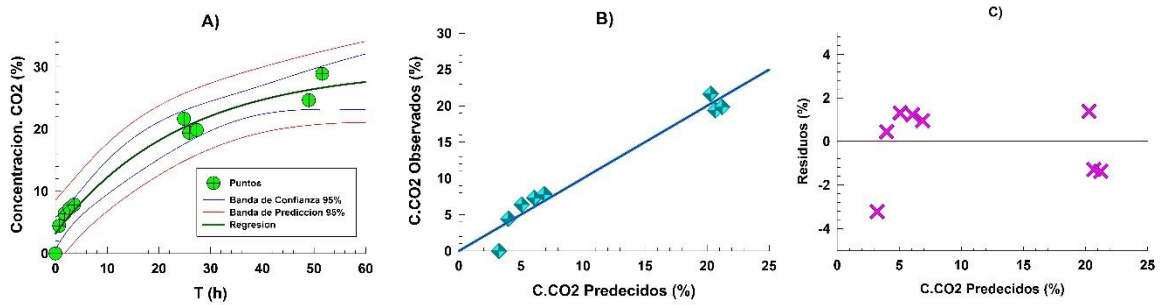 A)
Concentracion. CO2 (%)
30
20
10
0
0
10
20
30
40
50
60
T (h)
Puntos
Banda de Confianza 95%
Banda de Prediccion 95%
Regresion
B)
C.CO2 Observados (%)
25
20
15
10
5
0
0
5
10
15
20
25
C.CO2 Predecidos (%)
C)
Residuos (%)
4
2
0
-2
-4
0
5
10
15
20
25
C.CO2 Predecidos (%)